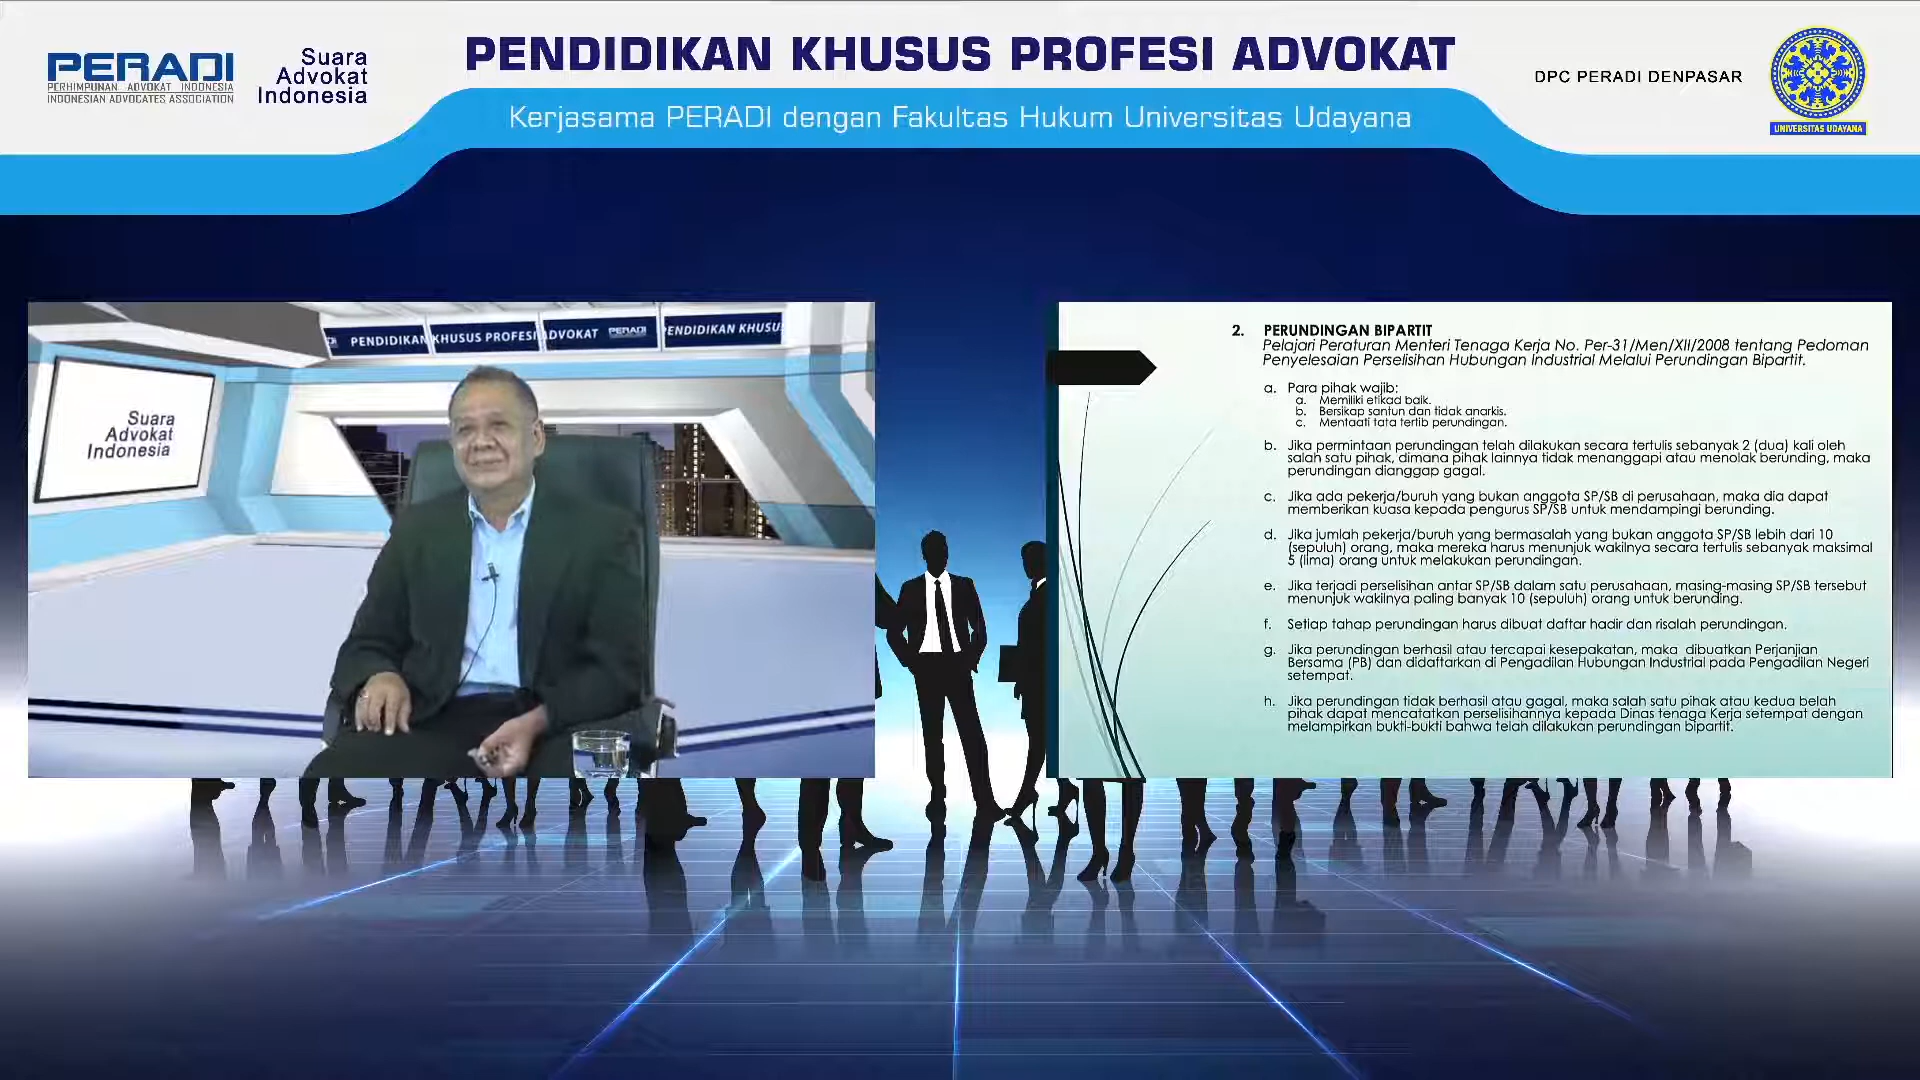 PERADI
PERHIMPUNAN ADVOKAT INDONESIA
INDONESIAN ADVOCATES ASSOCIATION
Suara
Advokat
Indonesia
PENDIDIKAN KHUSUS PROFESI ADVOKAT
Kerjasama PERADI dengan Fakultas Hukum Universitas Udayana
DPC PERADI DENPASAR
UNIVERSITAS UDAYANA
PENDIDIKAN KHUSUS PROFESI ADVOKAT PERADI PENDIDIKAN KHUSU
Suara
Advokat
Indonesia
2. PERUNDINGAN BIPARTIT
Pelajari Peraturan Menteri Tenaga Kerja No. Per-31/Men/XII/2008 tentang Pedoman
Penyelesaian Perselisihan Hubungan Industrial Melalui Perundingan Bipartit.
a. Para pihak wajib:
a. Memiliki etikad baik.
b. Bersikap santun dan tidak anarkis.
c. Mentaati tata tertib perundingan.
b. Jika permintaan perundingan telah dilakukan secara tertulis sebanyak 2 (dua) kali oleh
salah satu pihak, dimana pihak lainnya tidak menanggapi atau menolak berunding, maka
perundingan dianggap gagal.
c. Jika ada pekerja/buruh yang bukan anggota SP/SB di perusahaan, maka dia dapat
memberikan kuasa kepada pengurus SP/SB untuk mendampingi berunding.
d. Jika jumlah pekerja/buruh yang bermasalah yang bukan anggota SP/SB lebih dari 10
(sepuluh) orang, maka mereka harus menunjuk wakilnya secara tertulis sebanyak maksimal
5 (lima) orang untuk melakukan perundingan.
e. Jika terjadi perselisihan antar SP/SB dalam satu perusahaan, masing-masing SP/SB tersebut
menunjuk wakilnya paling banyak 10 (sepuluh) orang untuk berunding.
f. Setiap tahap perundingan harus dibuat daftar hadir dan risalah perundingan.
g. Jika perundingan berhasil atau tercapai kesepakatan, maka dibuatkan Perjanjian
Bersama (PB) dan didaftarkan di Pengadilan Hubungan Industrial pada Pengadilan Negeri
setempat.
h. Jika perundingan tidak berhasil atau gagal, maka salah satu pihak atau kedua belah
pihak dapat mencatatkan perselisihannya kepada Dinas tenaga Kerja setempat dengan
melampirkan bukti-bukti bahwa telah dilakukan perundingan bipartit.